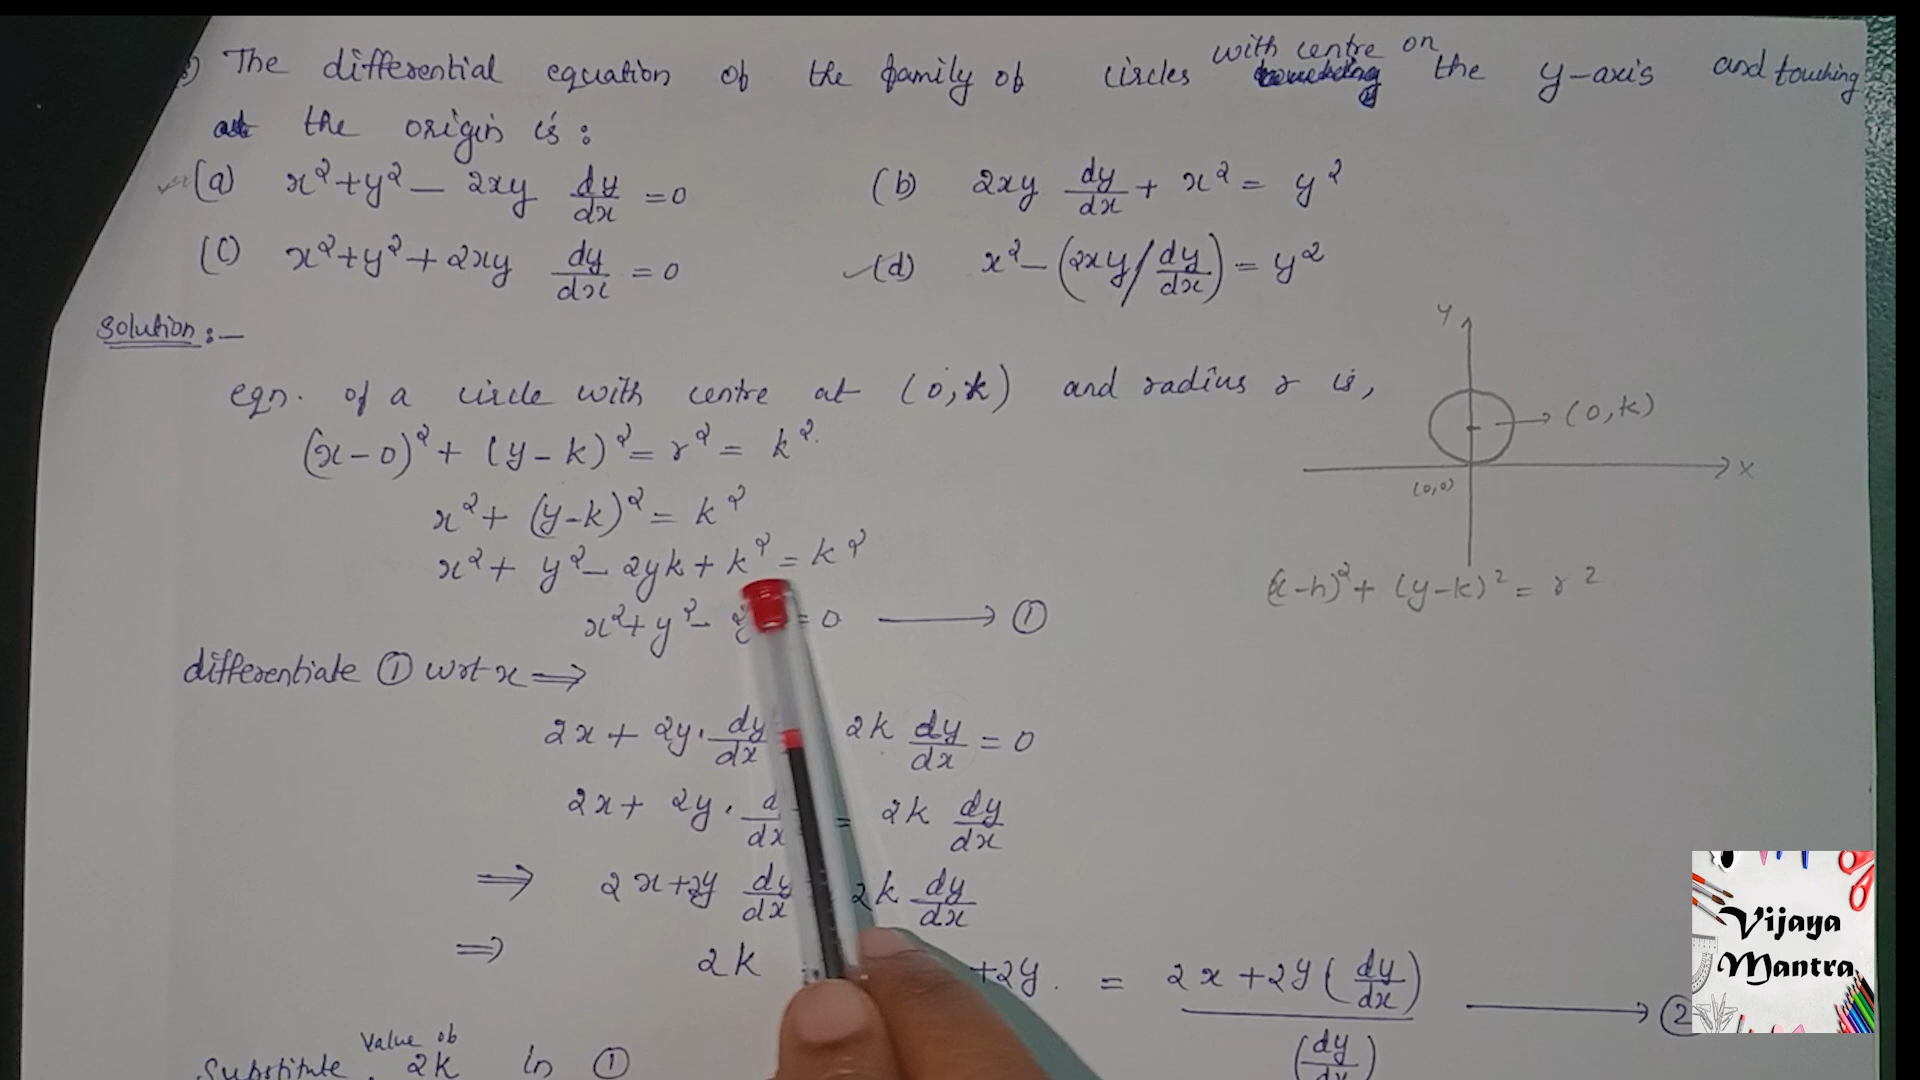 The differential equation of the family of circles with centre on the y-axis and touching
at the origin is :
(a) x²+y²- 2xy dy/dx =0 (b) 2xy dy/dx + x² = y²
(c) x²+y²+2xy dy/dx = 0 (d) x²-(2xy/dy/dx) = y²
Solution:-
eqn. of a circle with centre at (0,k) and radius r is,
(x-0)²+ (y-k)²= r² = k²
x²+ (y-k)²= k²
x²+ y²- 2yk+k²=k²
x²+y²- =0 ⟶ ①
differentiate ① wrt x ⟹
2x+ 2y. dy/dx 2k dy/dx = 0
2x+ 2y. = 2k dy/dx
⟹ 2x+2y dy/dx 2k dy/dx
⟹ 2k +2y. = 2x+2y(dy/dx) / (dy/dx) ⟶ ②
Substitute value of 2k in ①
y
(0,k)
x
(0,0)
(x-h)²+ (y-k)²= r²
Vijaya
Mantra